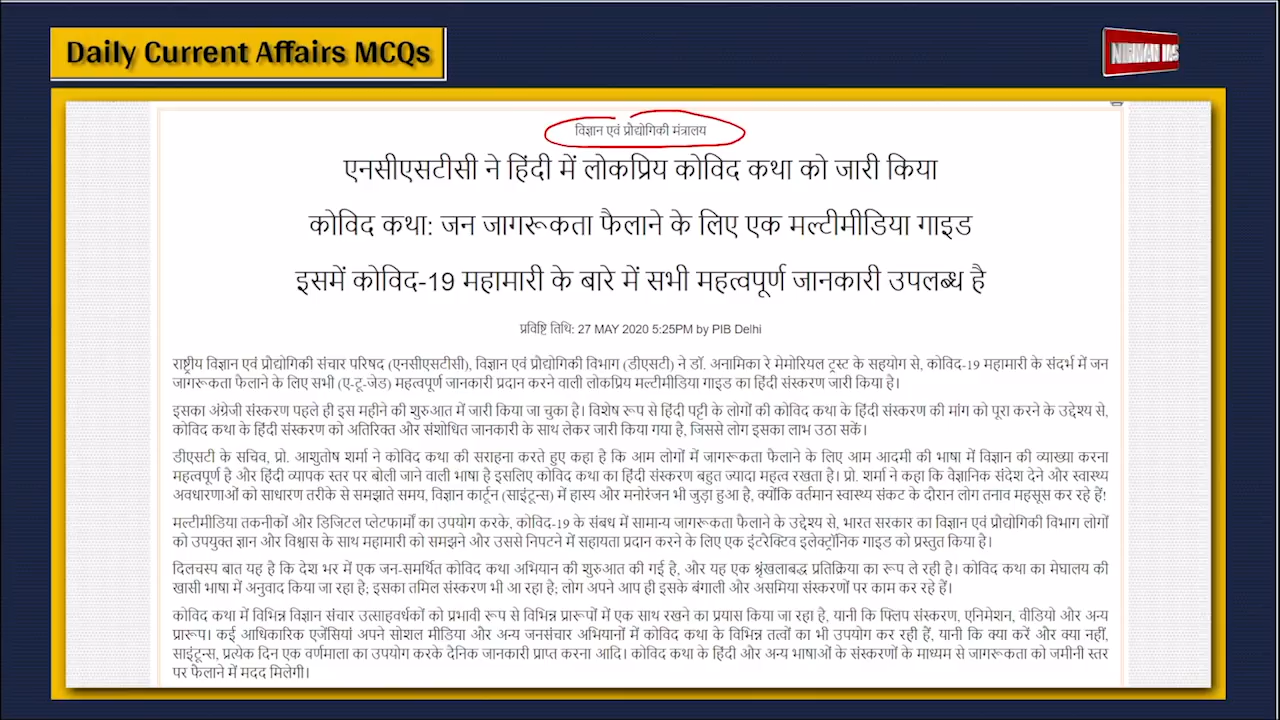 Daily Current Affairs MCQs
NIRMAN IAS
विज्ञान एवं प्रौद्योगिकी मंत्रालय
एनसीएसटीसी ने हिंदी में लोकप्रिय कोविद कथा को जारी किया
कोविद कथा: जन जागरूकता फैलाने के लिए एक मल्टीमीडिया गाइड
इसमें कोविद-19 महामारी के बारे में सभी महत्वपूर्ण जानकारी उपलब्ध है
प्रविष्टि तिथि: 27 MAY 2020 5:25PM by PIB Delhi
राष्ट्रीय विज्ञान एवं प्रौद्योगिकी संचार परिषद (एनसीएसटीसी), विज्ञान एवं प्रौद्योगिकी विभाग (डीएसटी) ने डॉ. अनामिका रे मेमोरियल ट्रस्ट के सहयोग से, कोविद-19 महामारी के संदर्भ में जन
जागरूकता फैलाने के लिए सभी (ए-टू-जेड) महत्वपूर्ण जानकारी प्रदान करने वाली लोकप्रिय मल्टीमीडिया गाइड का हिंदी संस्करण जारी किया है।
इसका अंग्रेजी संस्करण पहले ही इस महीने की शुरुआत में जारी किया जा चुका है। विशेष रूप से हिंदी पट्टी के लोगों की कोविद कथा के हिंदी संस्करण की मांग को पूरा करने के उद्देश्य से,
कोविद कथा के हिंदी संस्करण को अतिरिक्त और संशोधित जानकारी के साथ लेकर जारी किया गया है, जिससे लोग इसका लाभ उठा सकें।
डीएसटी के सचिव, प्रो. आशुतोष शर्मा ने कोविद कथा की सराहना करते हुए कहा है कि आम लोगों में जागरूकता फैलाने के लिए आम आदमी की भाषा में विज्ञान की व्याख्या करना
महत्वपूर्ण है और हिंदी व्यापक स्तर पर बोली जाने वाली भाषा है इसलिए कोविद कथा का हिंदी संस्करण बहुत ज्यादा महत्व रखता है। प्रो. शर्मा ने कहा कि वैज्ञानिक संदेश देने और स्वास्थ्य
अवधारणाओं को साधारण तरीके से समझाते समय, विज्ञान कार्टून (साइंटून्स) में हास्य और मनोरंजन भी जुड़ा हुआ है, क्योंकि वर्तमान स्वास्थ्य संकट के दौरान लोग तनाव महसूस कर रहे हैं!
मल्टीमीडिया तकनीकों और डिजिटल प्लेटफार्मों का उपयोग करके कोविद-19 के संबंध में सामान्य जागरूकता फैलाने के उद्देश्य से, भारत सरकार का विज्ञान एवं प्रौद्योगिकी विभाग लोगों
को उपयुक्त ज्ञान और विश्वास के साथ महामारी को समझने और उससे निपटने में सहायता प्रदान करने के लिए एक इंटरेक्टिव इलेक्ट्रॉनिक गाइड को प्रस्तुत किया है।
दिलचस्प बात यह है कि देश भर में एक जन-समर्थित कोविद कथा अभियान की शुरुआत की गई है, और यह एक श्रृंखलाबद्ध प्रतिक्रिया का रूप ले रही है। कोविद कथा का मेघालय की
खासी भाषा में अनुवाद किया जा रहा है; इसका तमिल संस्करण भी आ रहा है; लोग अपने आप ही इसके बंगाली और असमिया संस्करणों पर काम कर रहे हैं।
कोविद कथा में विभिन्न विज्ञान संचार उत्साहवर्धकों को प्रभावी रूप से विभिन्न प्रारूपों में एक साथ रखने का प्रयास किया जा रहा है, यानी कि चित्र संस्करण, एनिमेशन, वीडियो और अन्य
प्रारूप। कई आधिकारिक एजेंसियां अपने सोशल मीडिया और अन्य जनसंचार अभियानों में कोविद कथा के विभिन्न तत्वों का भी उपयोग कर रही हैं, यानी कि क्या करें और क्या नहीं,
साइंटून्स, प्रत्येक दिन एक वर्णमाला का उपयोग करके दैनिक जानकारी प्राप्त करना आदि। कोविद कथा के हिंदी और अन्य भाषाओं के संस्करणों के माध्यम से जागरूकता को जमीनी स्तर
पर फैलाने में मदद मिलेगी।